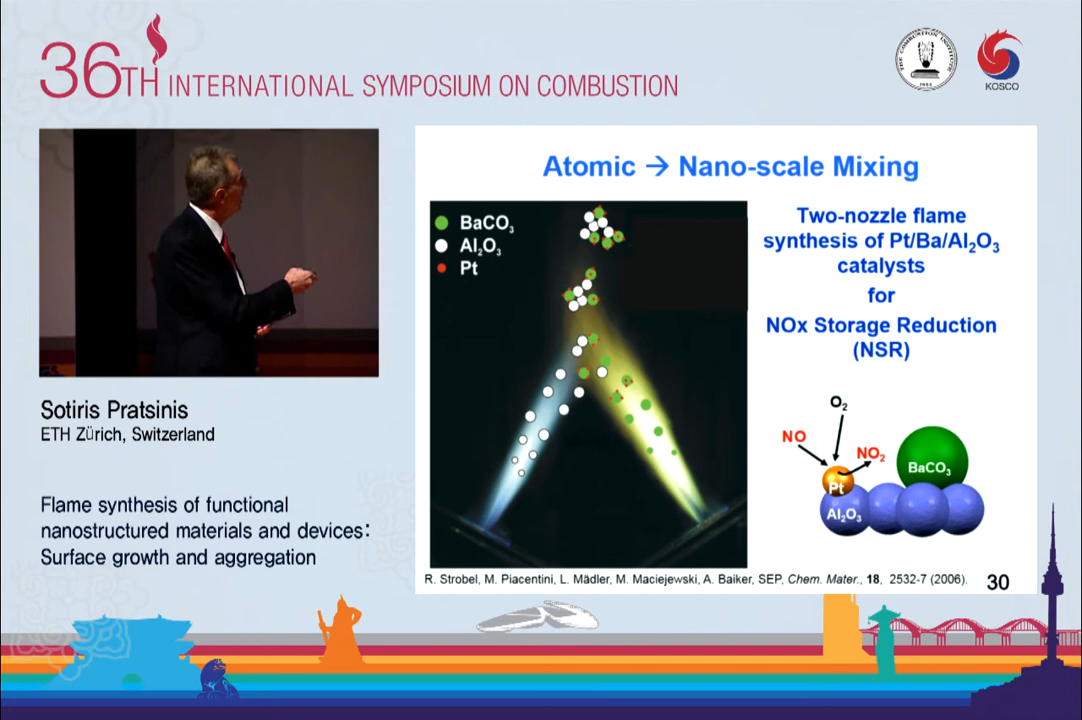 36TH INTERNATIONAL SYMPOSIUM ON COMBUSTION
THE COMBUSTION INSTITUTE
KOSCO
Atomic → Nano-scale Mixing
BaCO₃
Al₂O₃
Pt
Two-nozzle flame
synthesis of Pt/Ba/Al₂O₃
catalysts
for
NOx Storage Reduction
(NSR)
O₂
NO
NO₂
BaCO₃
Pt
Al₂O₃
R. Strobel, M. Piacentini, L. Mädler, M. Maciejewski, A. Baiker, SEP, Chem. Mater., 18, 2532-7 (2006).
30
Sotiris Pratsinis
ETH Zürich, Switzerland
Flame synthesis of functional
nanostructured materials and devices:
Surface growth and aggregation